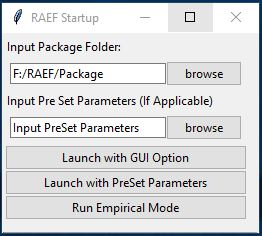 RAEF Startup
Input Package Folder:
F:/RAEF/Package browse
Input Pre Set Parameters (If Applicable)
Input PreSet Parameters browse
Launch with GUI Option
Launch with PreSet Parameters
Run Empirical Mode